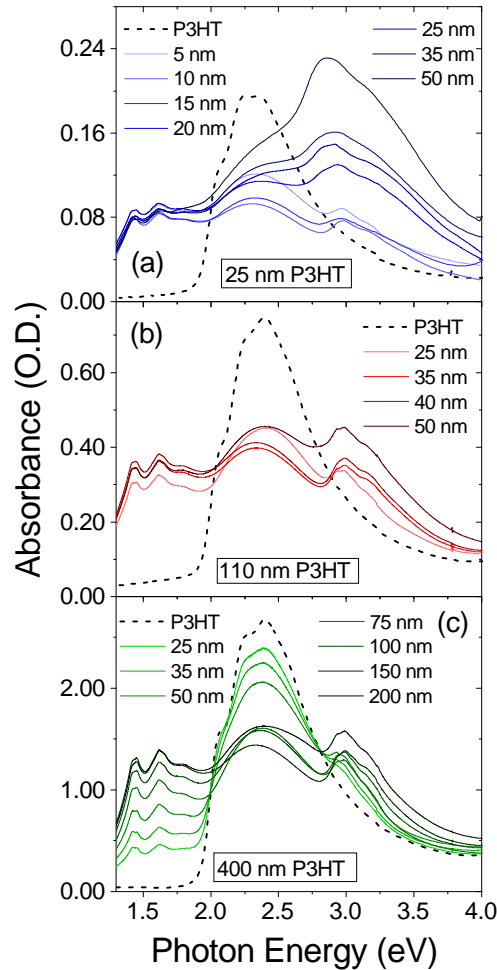 Absorbance (O.D.)
0.24
0.16
0.08
0.00
P3HT
5 nm
10 nm
15 nm
20 nm
25 nm
35 nm
50 nm
(a)
25 nm P3HT
0.60
0.40
0.20
0.00
(b)
P3HT
25 nm
35 nm
40 nm
50 nm
110 nm P3HT
2.00
1.00
0.00
P3HT
25 nm
35 nm
50 nm
75 nm
100 nm
150 nm
200 nm
(c)
400 nm P3HT
1.5 2.0 2.5 3.0 3.5 4.0
Photon Energy (eV)